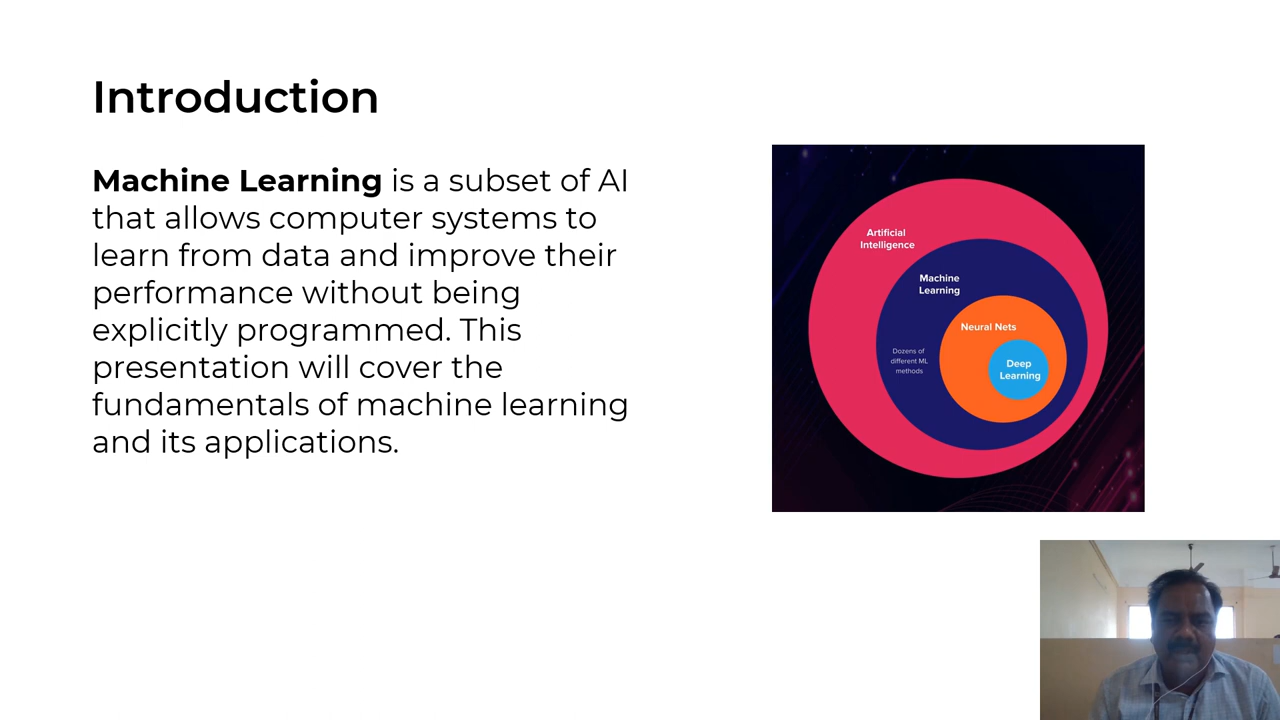 Introduction
Machine Learning is a subset of AI
that allows computer systems to
learn from data and improve their
performance without being
explicitly programmed. This
presentation will cover the
fundamentals of machine learning
and its applications.
Artificial
Intelligence
Machine
Learning
Neural Nets
Dozens of
different ML
methods
Deep
Learning